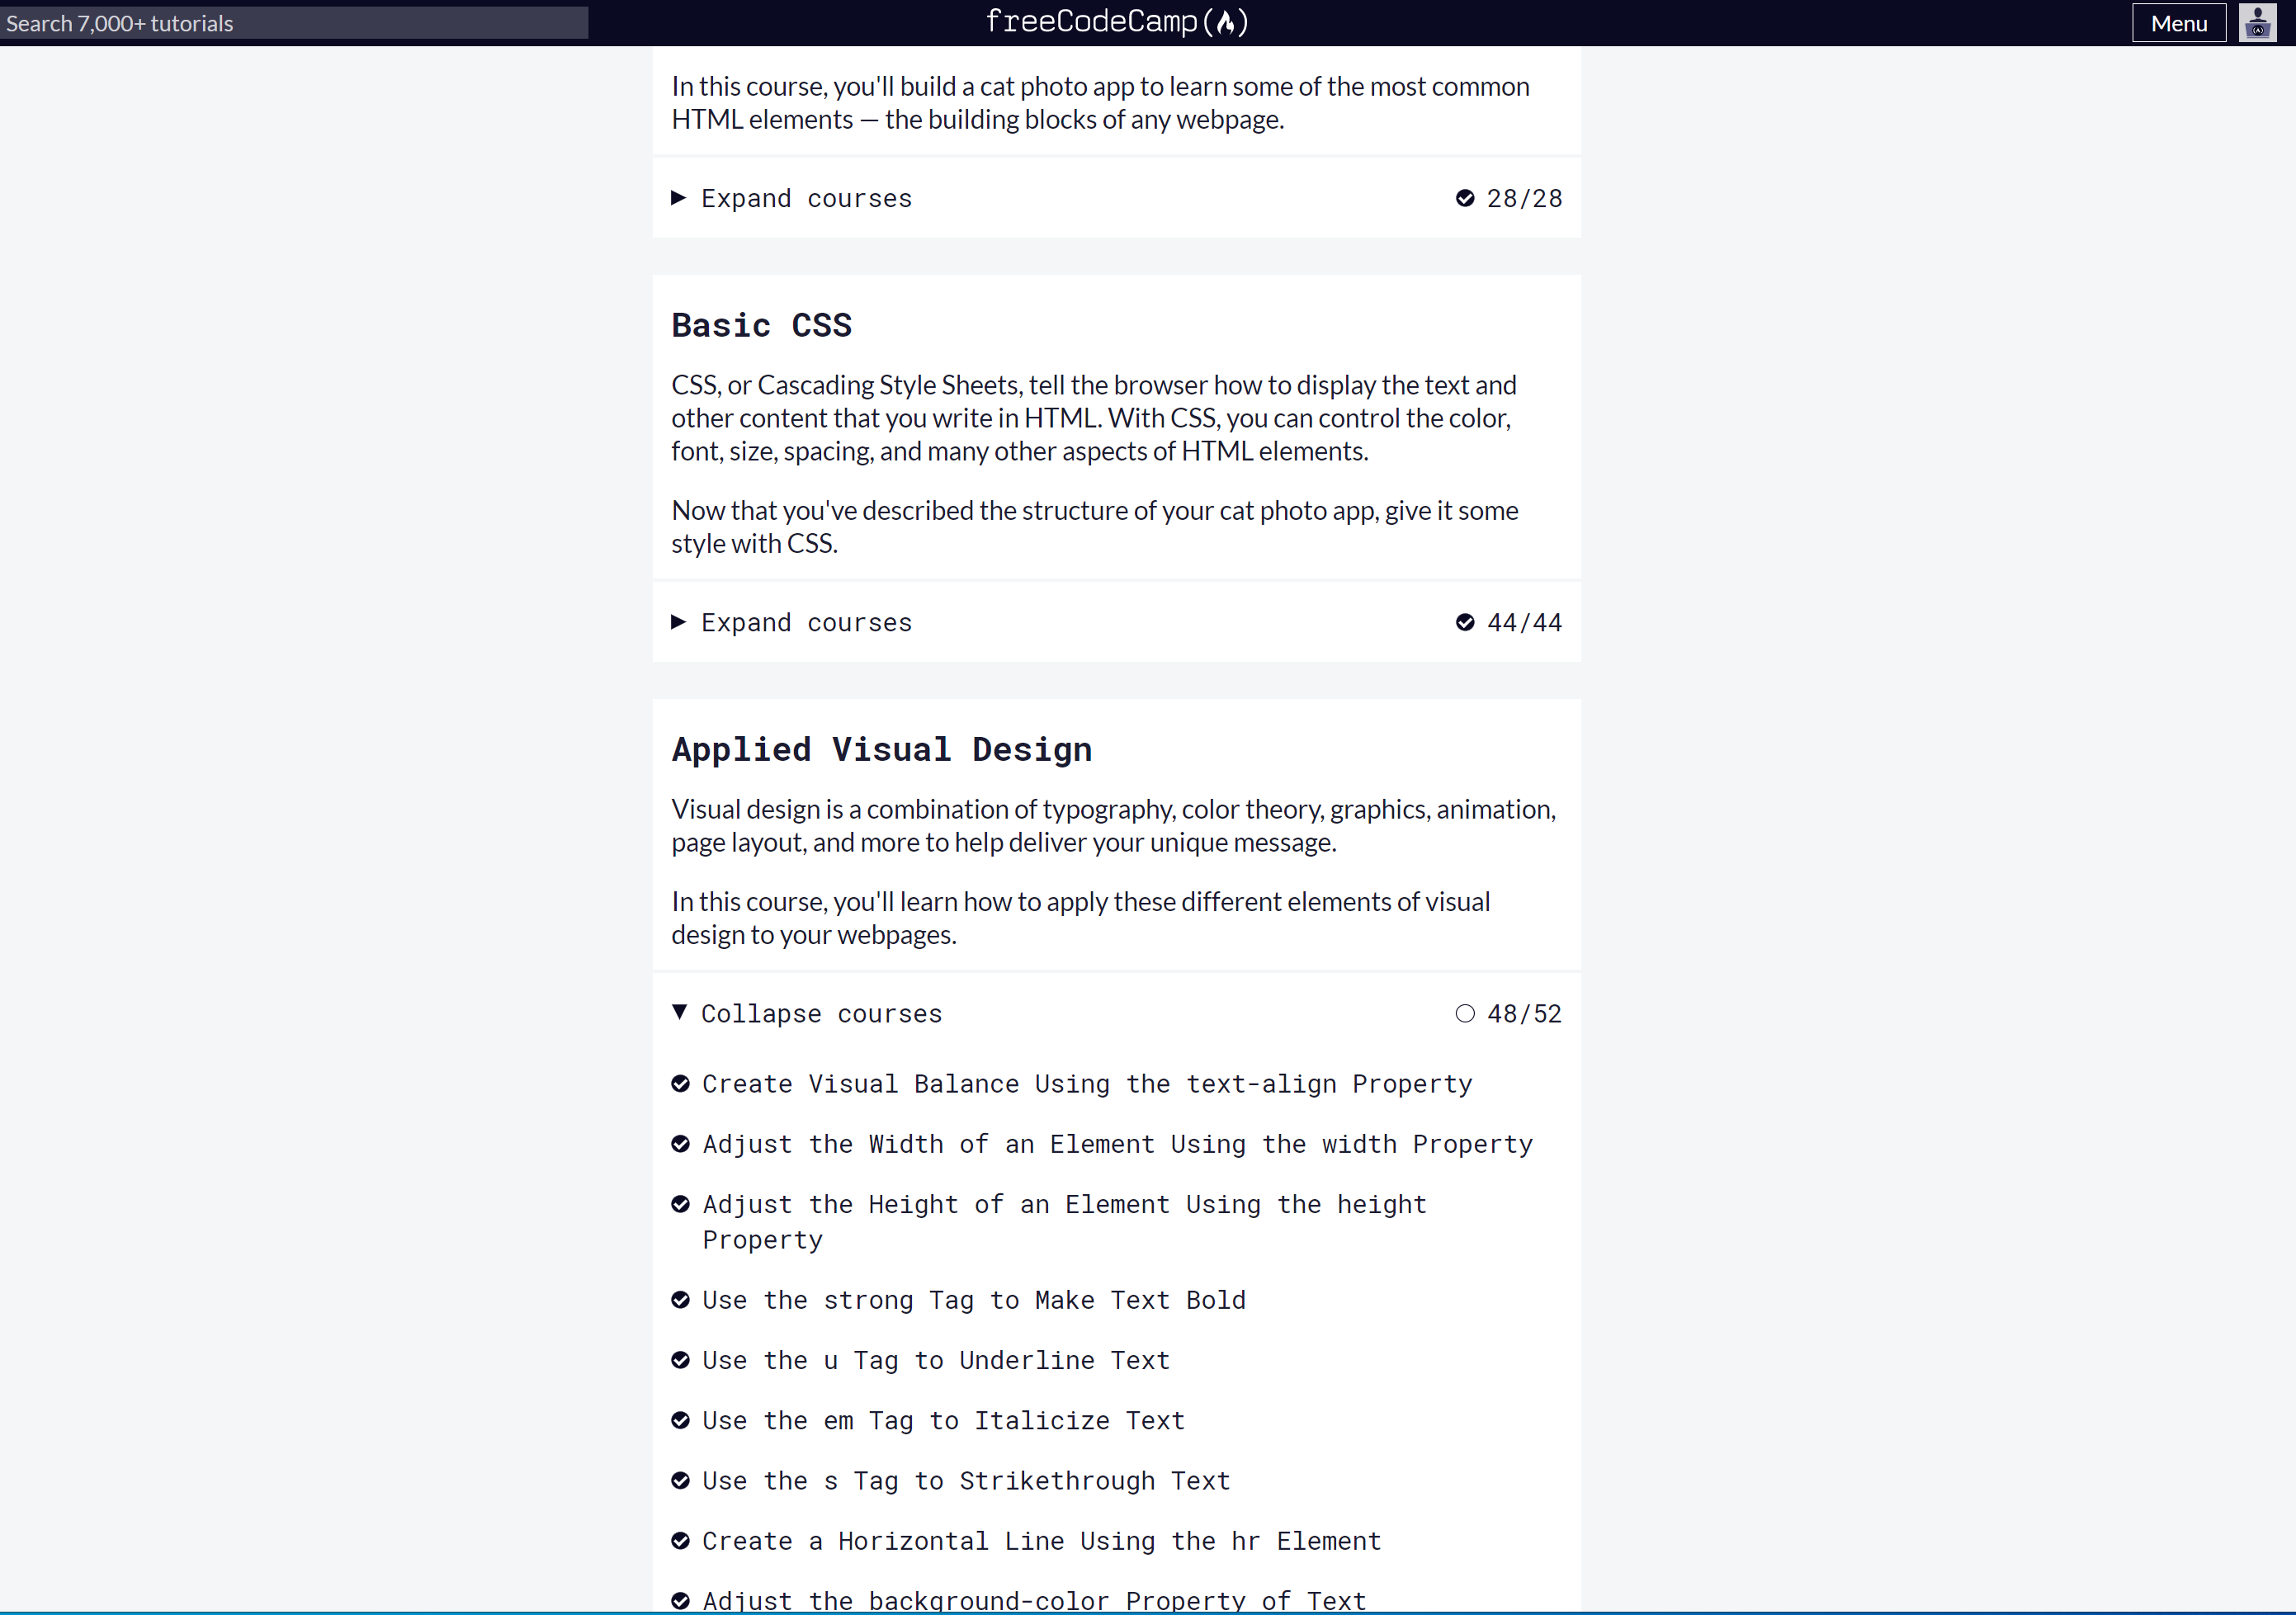 Search 7,000+ tutorials
freeCodeCamp
Menu
In this course, you'll build a cat photo app to learn some of the most common
HTML elements — the building blocks of any webpage.
Expand courses 28/28
Basic CSS
CSS, or Cascading Style Sheets, tell the browser how to display the text and
other content that you write in HTML. With CSS, you can control the color,
font, size, spacing, and many other aspects of HTML elements.
Now that you've described the structure of your cat photo app, give it some
style with CSS.
Expand courses 44/44
Applied Visual Design
Visual design is a combination of typography, color theory, graphics, animation,
page layout, and more to help deliver your unique message.
In this course, you'll learn how to apply these different elements of visual
design to your webpages.
Collapse courses 48/52
Create Visual Balance Using the text-align Property
Adjust the Width of an Element Using the width Property
Adjust the Height of an Element Using the height
Property
Use the strong Tag to Make Text Bold
Use the u Tag to Underline Text
Use the em Tag to Italicize Text
Use the s Tag to Strikethrough Text
Create a Horizontal Line Using the hr Element
Adjust the background-color Property of Text